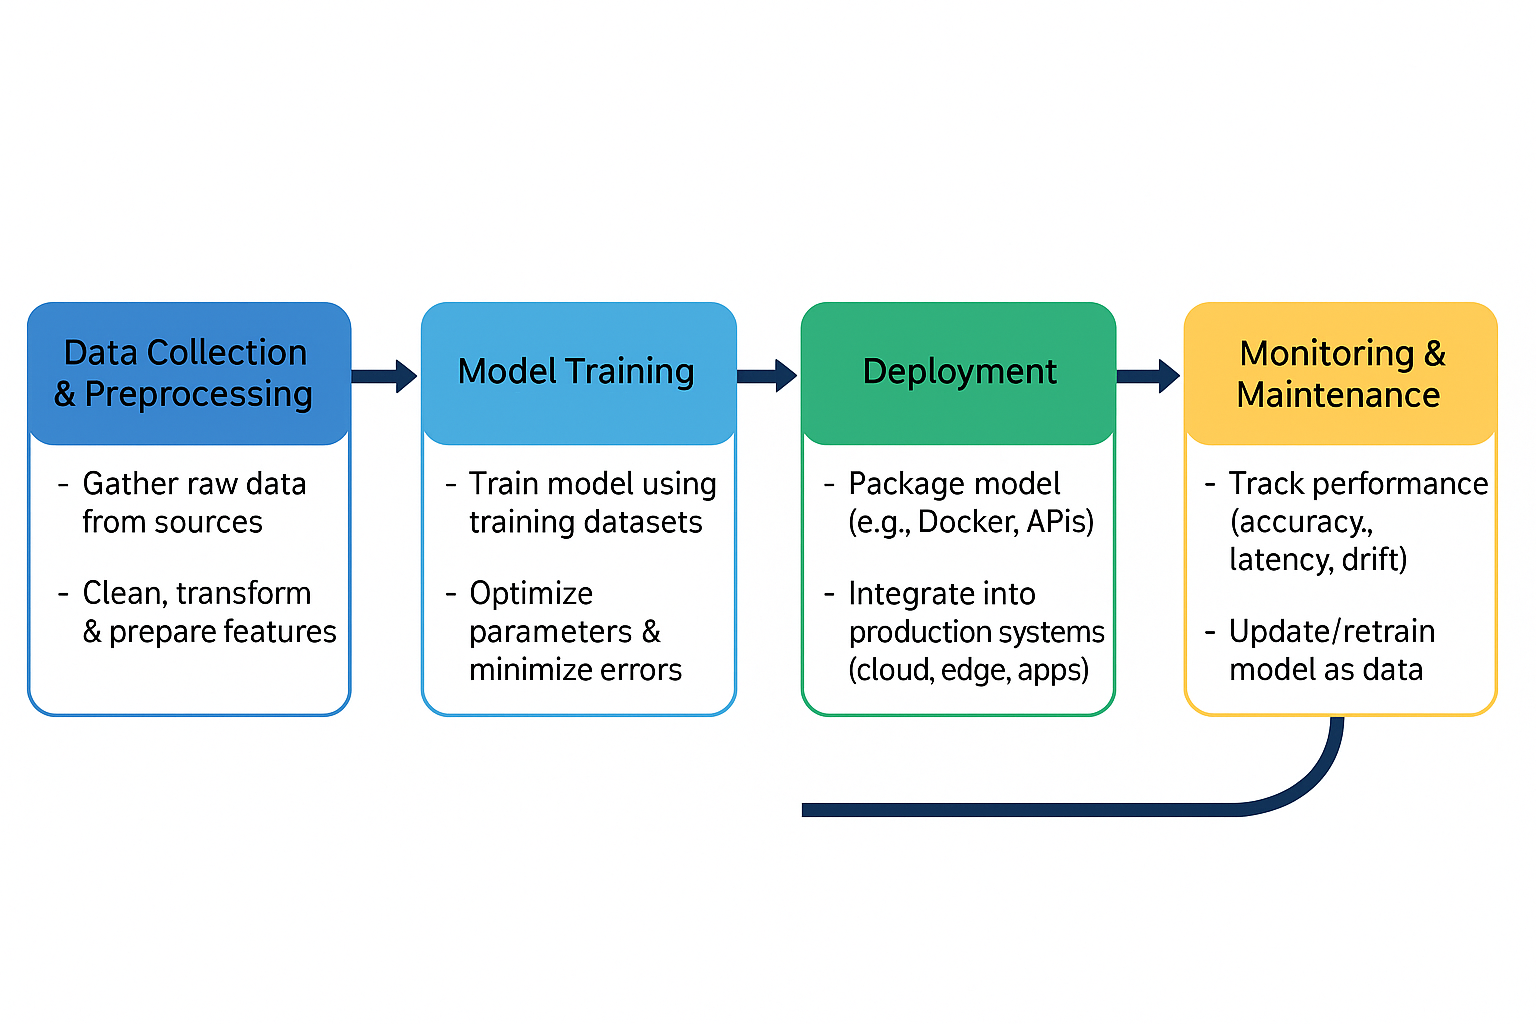 Data Collection
& Preprocessing
- Gather raw data
from sources
- Clean, transform
& prepare features
Model Training
- Train model using
training datasets
- Optimize
parameters &
minimize errors
Deployment
- Package model
(e.g., Docker, APis)
- Integrate into
production systems
(cloud, edge, apps)
Monitoring &
Maintenance
- Track performance
(accuracy.,
latency, drift)
- Update/retrain
model as data